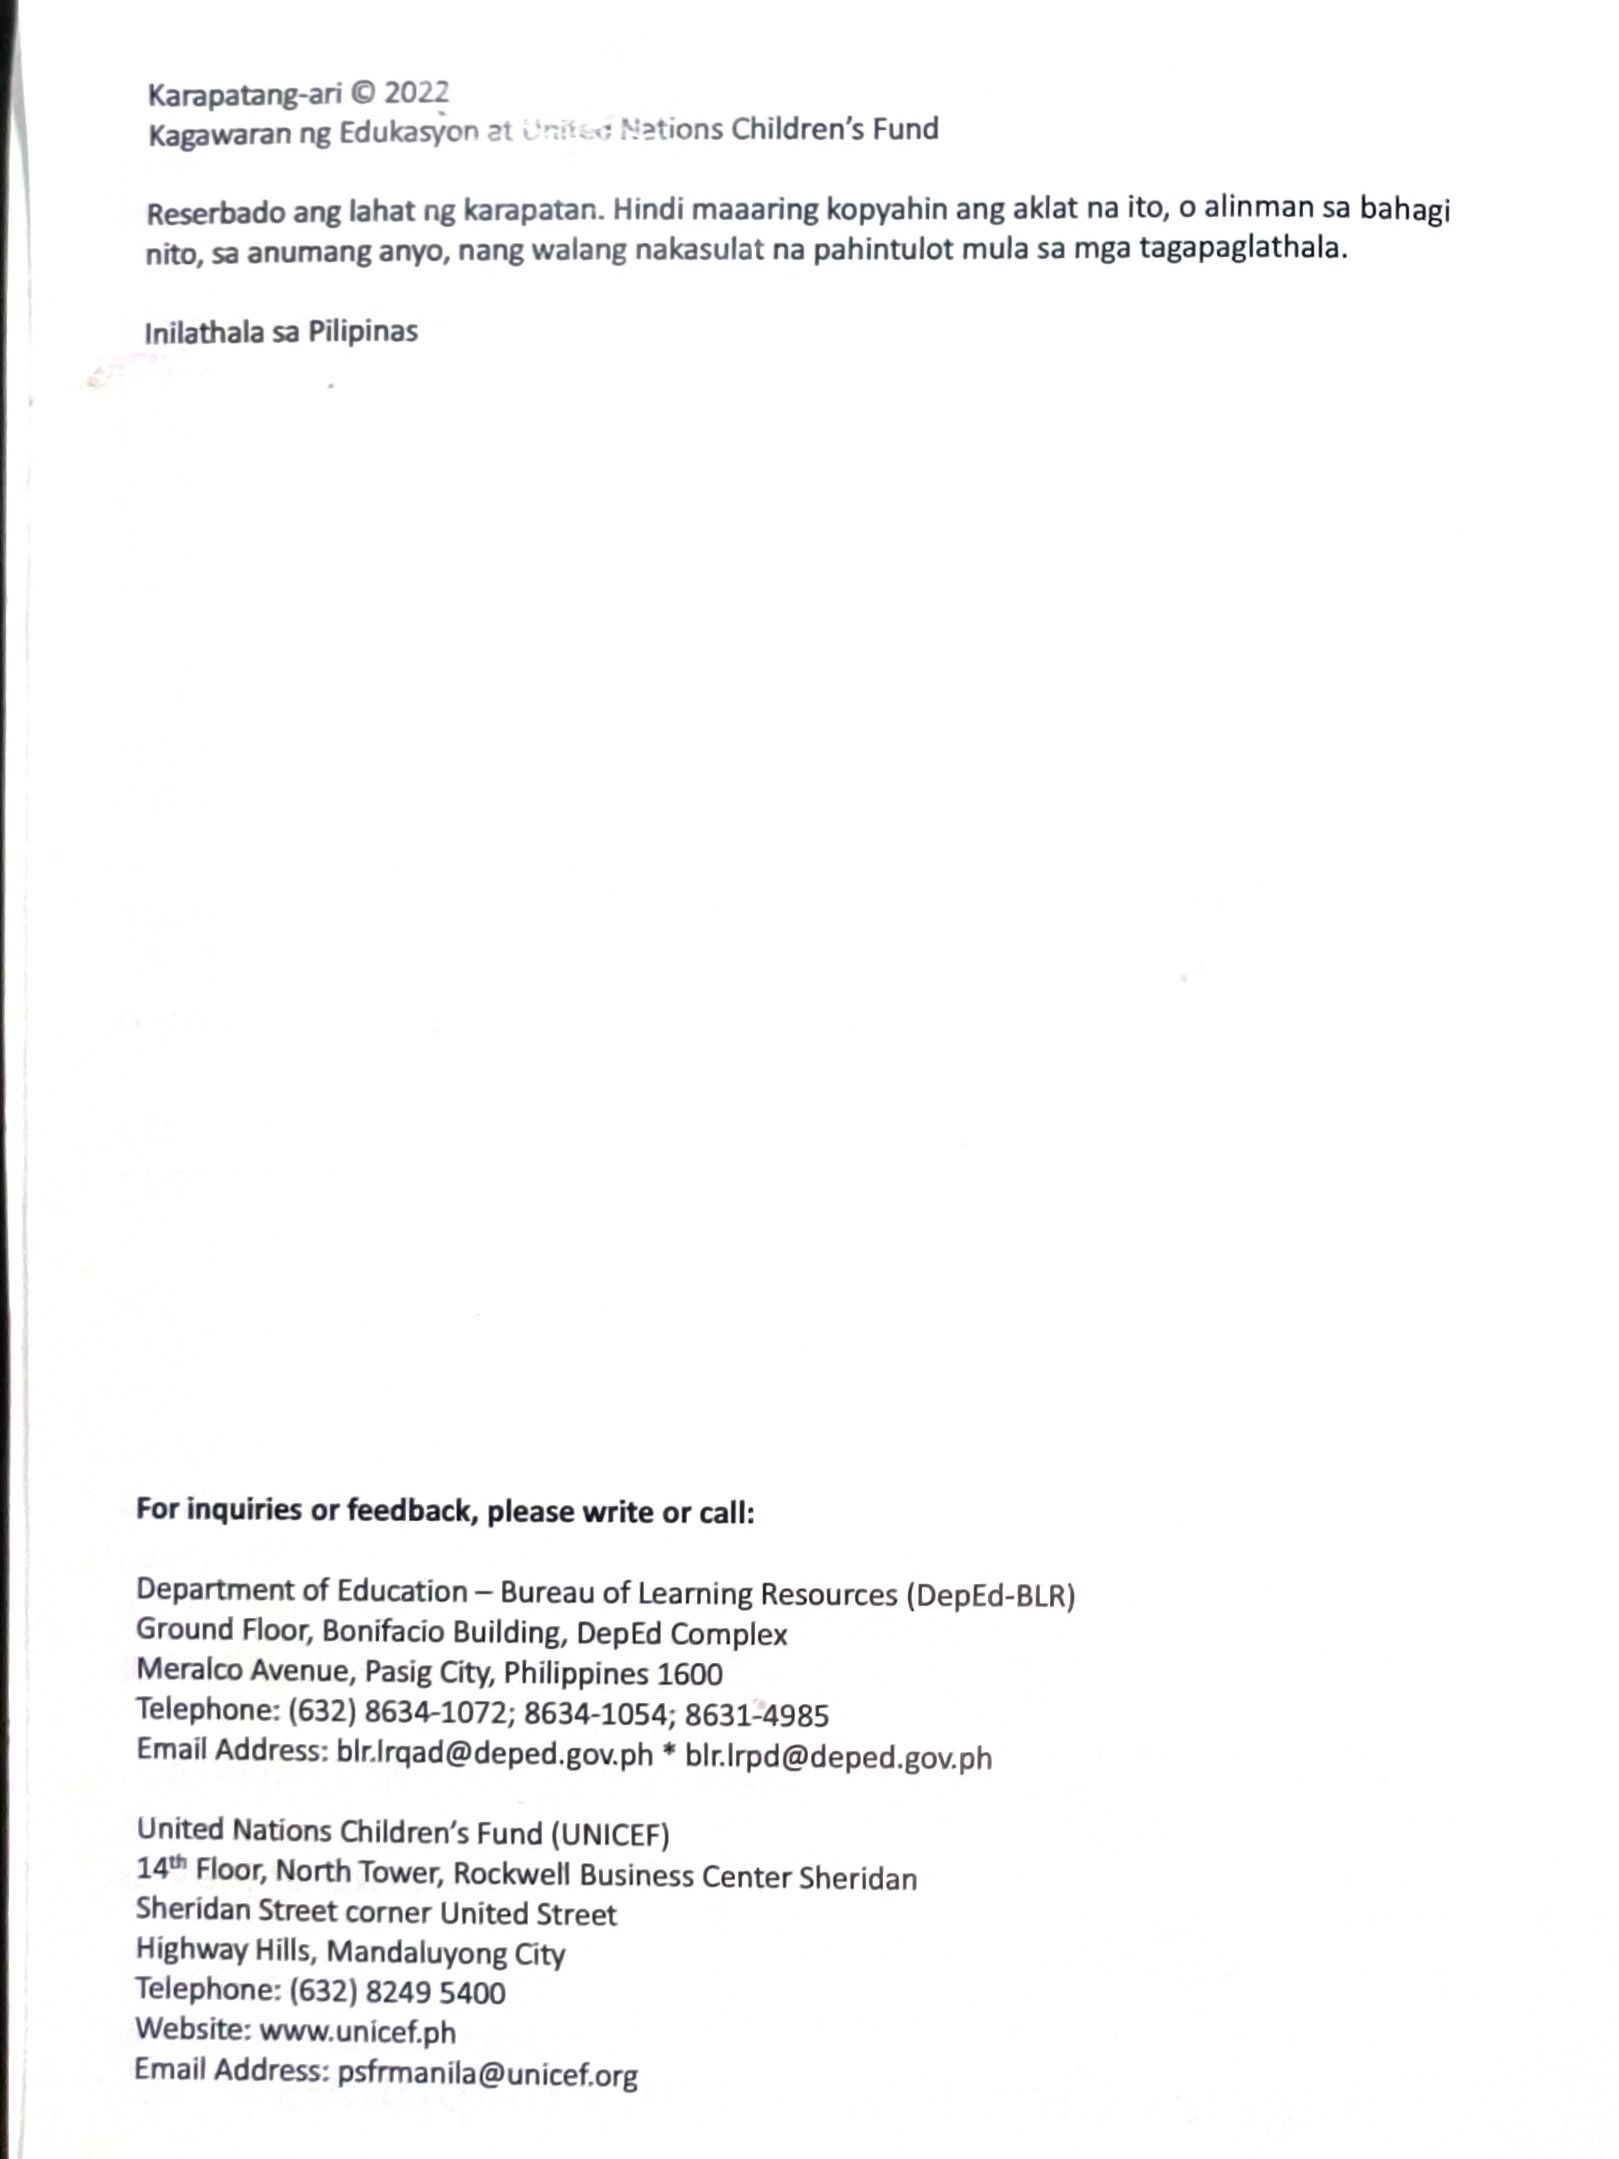 Karapatang-ari © 2022
Kagawaran ng Edukasyon at United Nations Children's Fund
Reserbado ang lahat ng karapatan. Hindi maaaring kopyahin ang aklat na ito, o alinman sa bahagi
nito, sa anumang anyo, nang walang nakasulat na pahintulot mula sa mga tagapaglathala.
Inilathala sa Pilipinas
For inquiries or feedback, please write or call:
Department of Education – Bureau of Learning Resources (DepEd-BLR)
Ground Floor, Bonifacio Building, DepEd Complex
Meralco Avenue, Pasig City, Philippines 1600
Telephone: (632) 8634-1072; 8634-1054; 8631-4985
Email Address: blr.lrqad@deped.gov.ph * blr.lrpd@deped.gov.ph
United Nations Children's Fund (UNICEF)
14th Floor, North Tower, Rockwell Business Center Sheridan
Sheridan Street corner United Street
Highway Hills, Mandaluyong City
Telephone: (632) 8249 5400
Website: www.unicef.ph
Email Address: psfrmanila@unicef.org